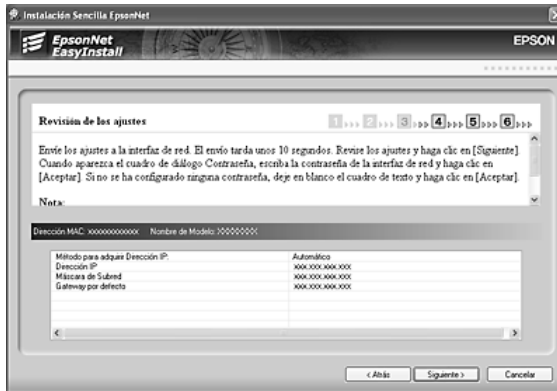 Instalación Sencilla EpsonNet
EpsonNet
EasyInstall
EPSON
Revisión de los ajustes
1 2 3 4 5 6
Envíe los ajustes a la interfaz de red. El envío tarda unos 10 segundos. Revise los ajustes y haga clic en [Siguiente].
Cuando aparezca el cuadro de diálogo Contraseña, escriba la contraseña de la interfaz de red y haga clic en
[Aceptar]. Si no se ha configurado ninguna contraseña, deje en blanco el cuadro de texto y haga clic en [Aceptar].
Nota:
Dirección MAC: XXXXXXXXXXXX Nombre de Modelo: XXXXXXXX
Método para adquirir Dirección IP: Automático
Dirección IP XXX.XXX.XXX.XXX
Máscara de Subred XXX.XXX.XXX.XXX
Gateway por defecto XXX.XXX.XXX.XXX
< Atrás Siguiente > Cancelar